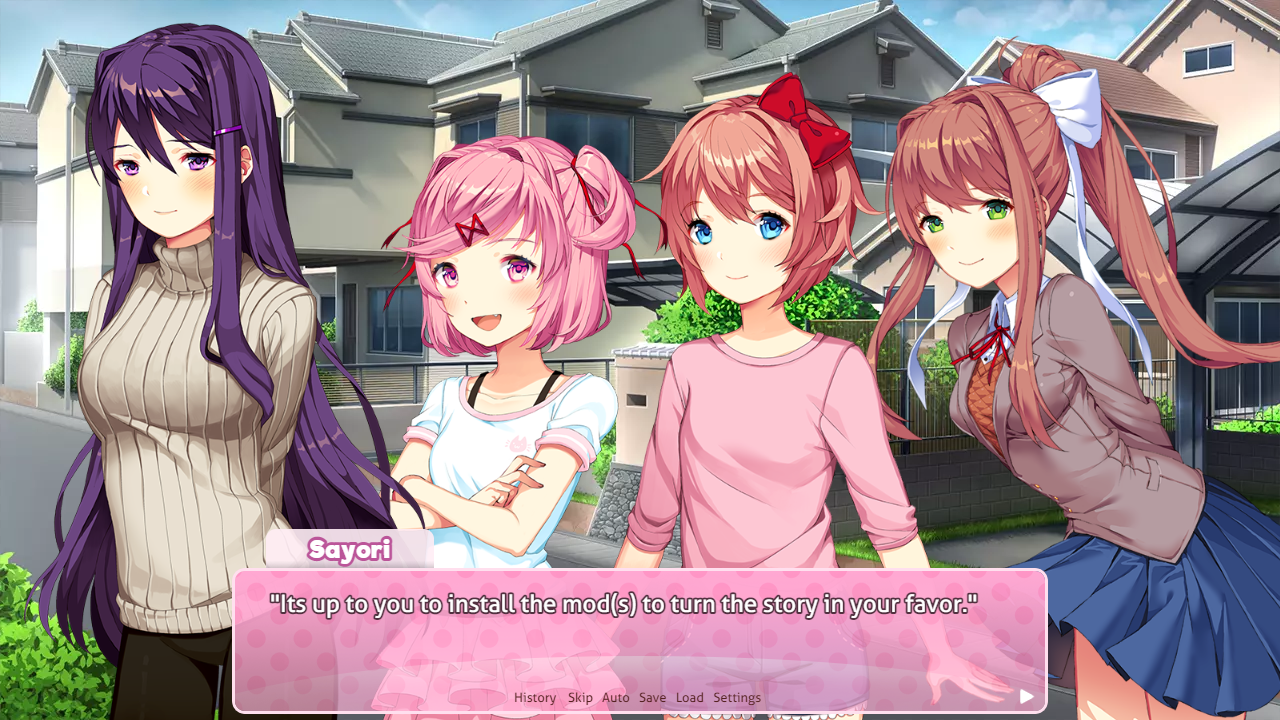 Sayori
"Its up to you to install the mod(s) to turn the story in your favor."
History Skip Auto Save Load Settings